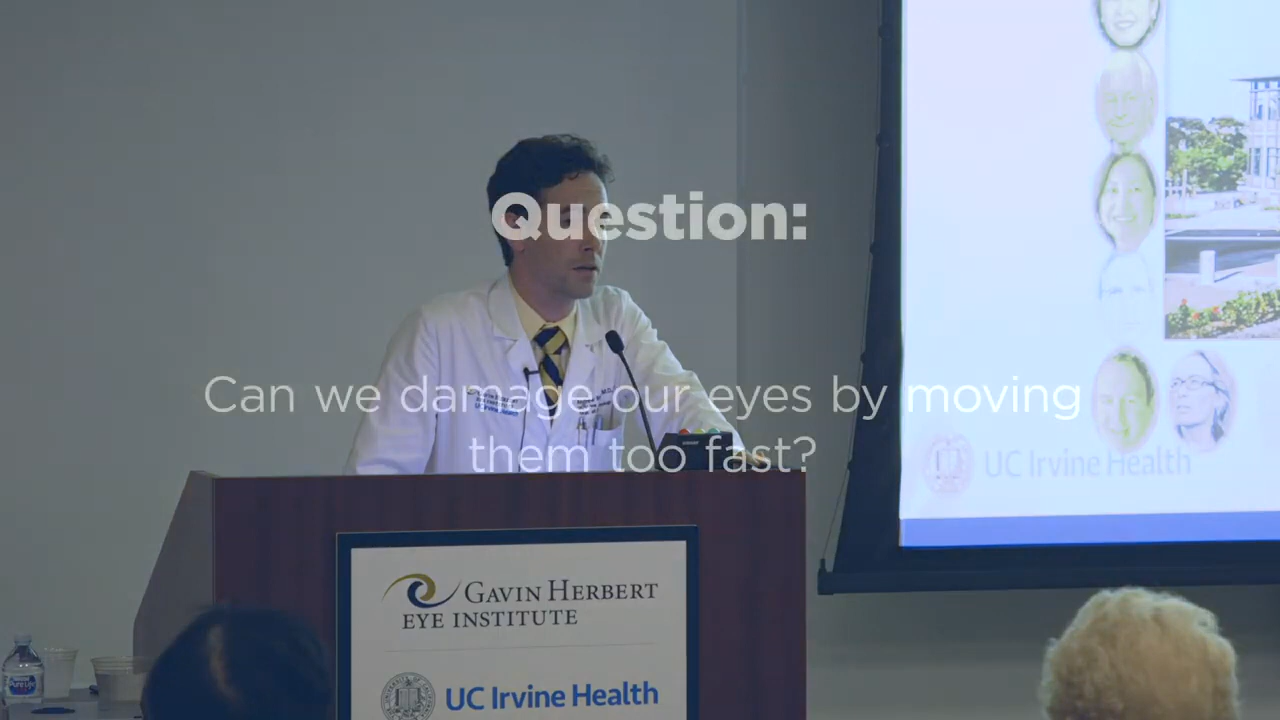 Question:
Can we damage our eyes by moving
them too fast?
UC Irvine Health
GAVIN HERBERT
EYE INSTITUTE
UC Irvine Health